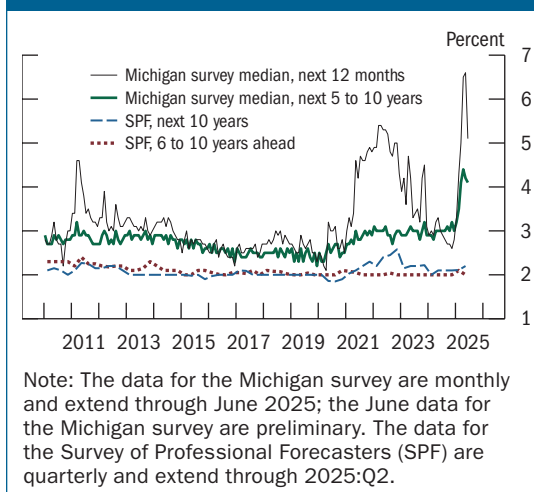 Percent
7
Michigan survey median, next 12 months
Michigan survey median, next 5 to 10 years
SPF, next 10 years
SPF, 6 to 10 years ahead
6
5
4
3
2
1
2011 2013 2015 2017 2019 2021 2023 2025
Note: The data for the Michigan survey are monthly
and extend through June 2025; the June data for
the Michigan survey are preliminary. The data for
the Survey of Professional Forecasters (SPF) are
quarterly and extend through 2025:Q2.